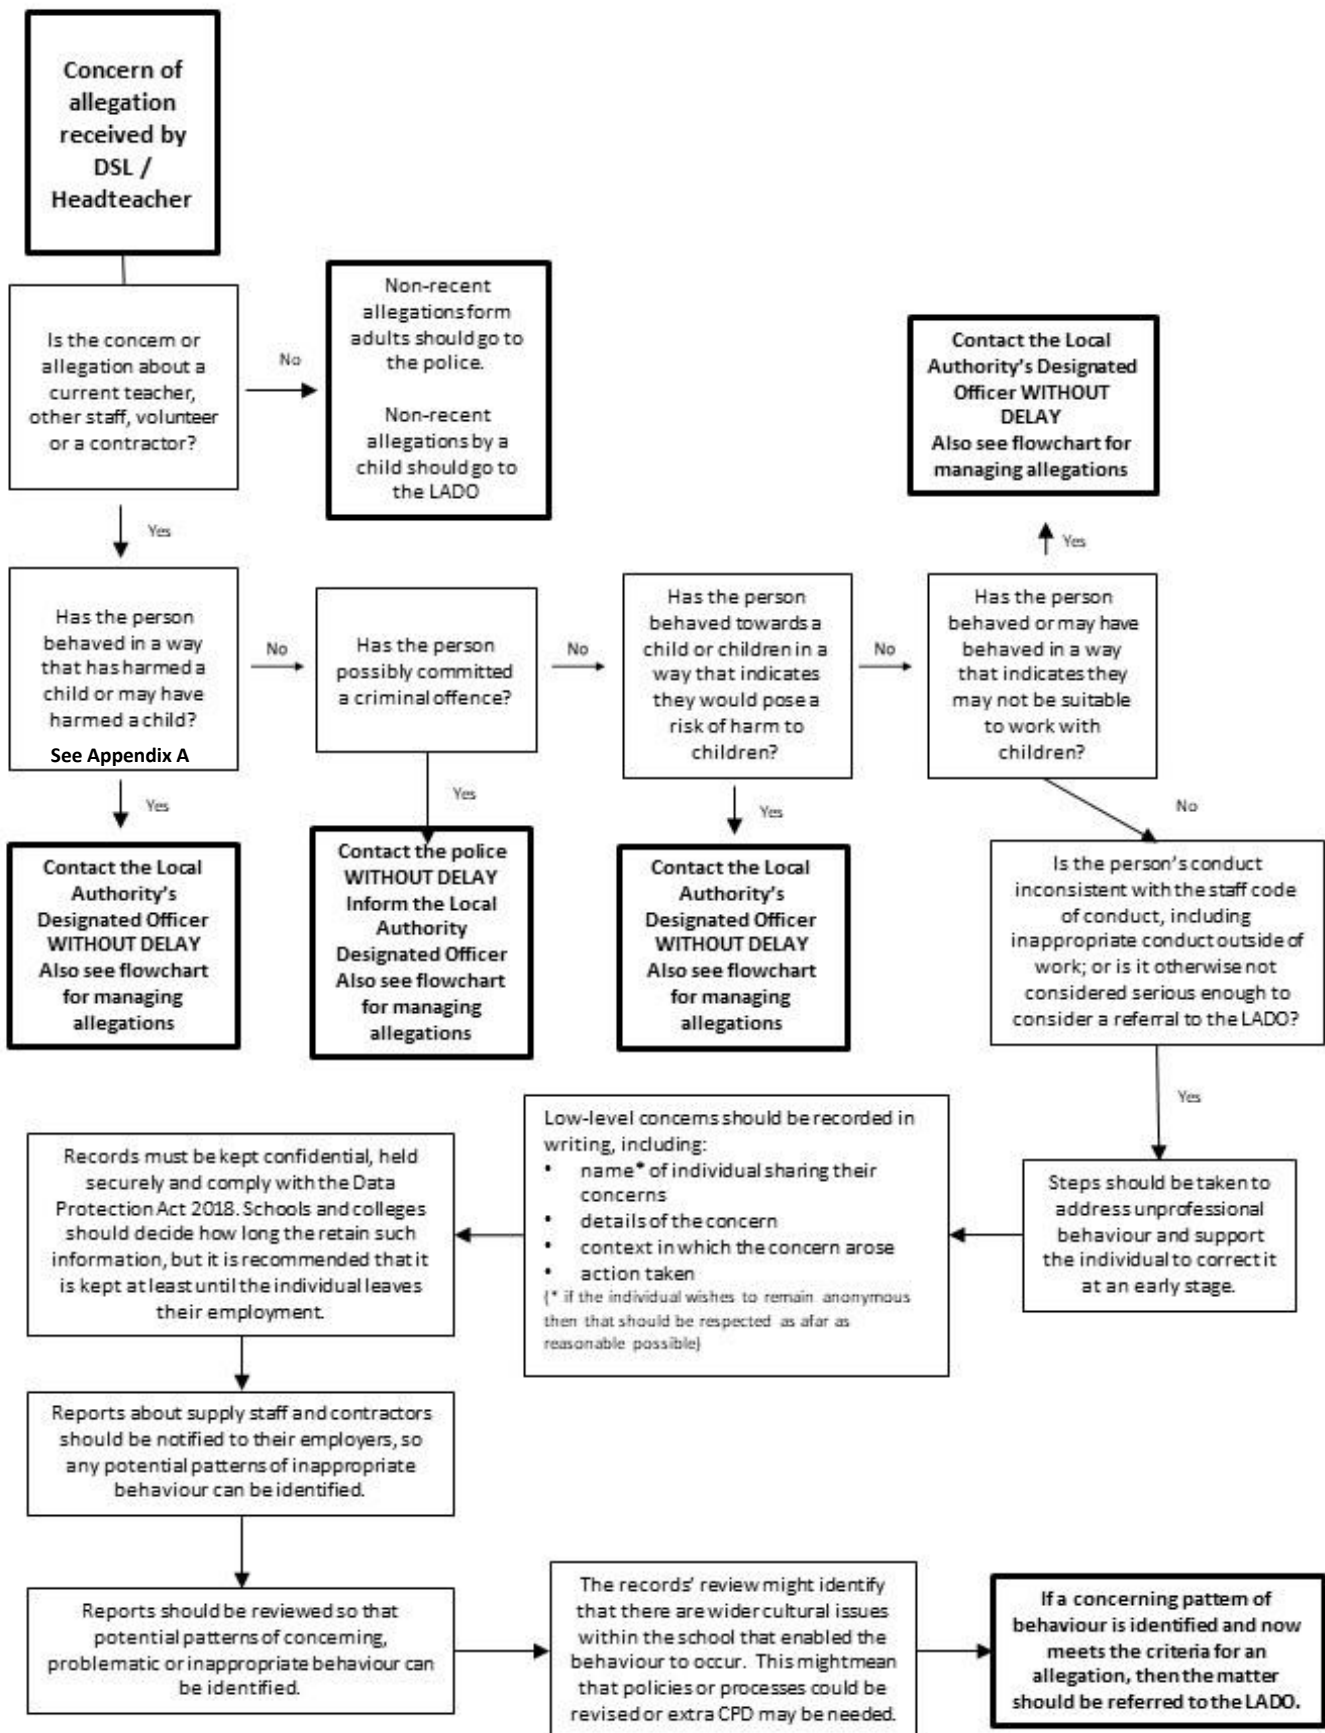 Concern of
allegation
received by
DSL /
Headteacher
Is the concern or
allegation about a
current teacher,
other staff, volunteer
or a contractor?
No
Non-recent
allegations form
adults should go to
the police.
Non-recent
allegations by a
child should go to
the LADO
Yes
Contact the Local
Authority's Designated
Officer WITHOUT
DELAY
Also see flowchart for
managing allegations
Yes
Has the person
behaved in a way
that has harmed a
child or may have
harmed a child?
See Appendix A
No
Has the person
possibly committed
a criminal offence?
No
Has the person
behaved towards a
child or children in a
way that indicates
they would pose a
risk of harm to
children?
No
Has the person
behaved or may have
behaved in a way
that indicates they
may not be suitable
to work with
children?
Yes
Contact the Local
Authority's
Designated Officer
WITHOUT DELAY
Also see flowchart
for managing
allegations
Yes
Contact the police
WITHOUT DELAY
Inform the Local
Authority
Designated Officer
Also see flowchart
for managing
allegations
Yes
Contact the Local
Authority's
Designated Officer
WITHOUT DELAY
Also see flowchart
for managing
allegations
No
Is the person's conduct
inconsistent with the staff code
of conduct, including
inappropriate conduct outside of
work; or is it otherwise not
considered serious enough to
consider a referral to the LADO?
Yes
Steps should be taken to
address unprofessional
behaviour and support
the individual to correct it
at an early stage.
Low-level concerns should be recorded in
writing, including:
• name* of individual sharing their
concerns
• details of the concern
• context in which the concern arose
• action taken
(* if the individual wishes to remain anonymous
then that should be respected as afar as
reasonable possible)
Records must be kept confidential, held
securely and comply with the Data
Protection Act 2018. Schools and colleges
should decide how long the retain such
information, but it is recommended that it
is kept at least until the individual leaves
their employment.
Reports about supply staff and contractors
should be notified to their employers, so
any potential patterns of inappropriate
behaviour can be identified.
Reports should be reviewed so that
potential patterns of concerning,
problematic or inappropriate behaviour can
be identified.
The records' review might identify
that there are wider cultural issues
within the school that enabled the
behaviour to occur. This might mean
that policies or processes could be
revised or extra CPD may be needed.
If a concerning pattern of
behaviour is identified and now
meets the criteria for an
allegation, then the matter
should be referred to the LADO.